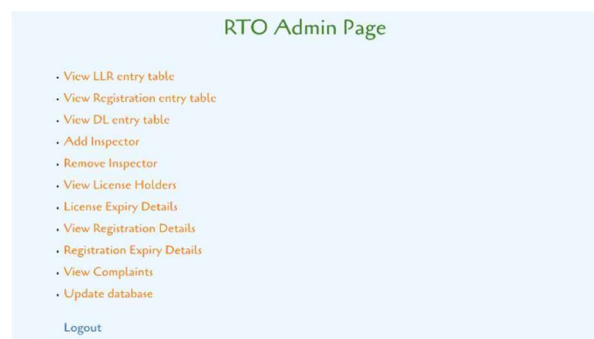 RTO Admin Page
• View LLR entry table
• View Registration entry table
• View DL entry table
• Add Inspector
• Remove Inspector
• View License Holders
• License Expiry Details
• View Registration Details
• Registration Expiry Details
• View Complaints
• Update database
Logout